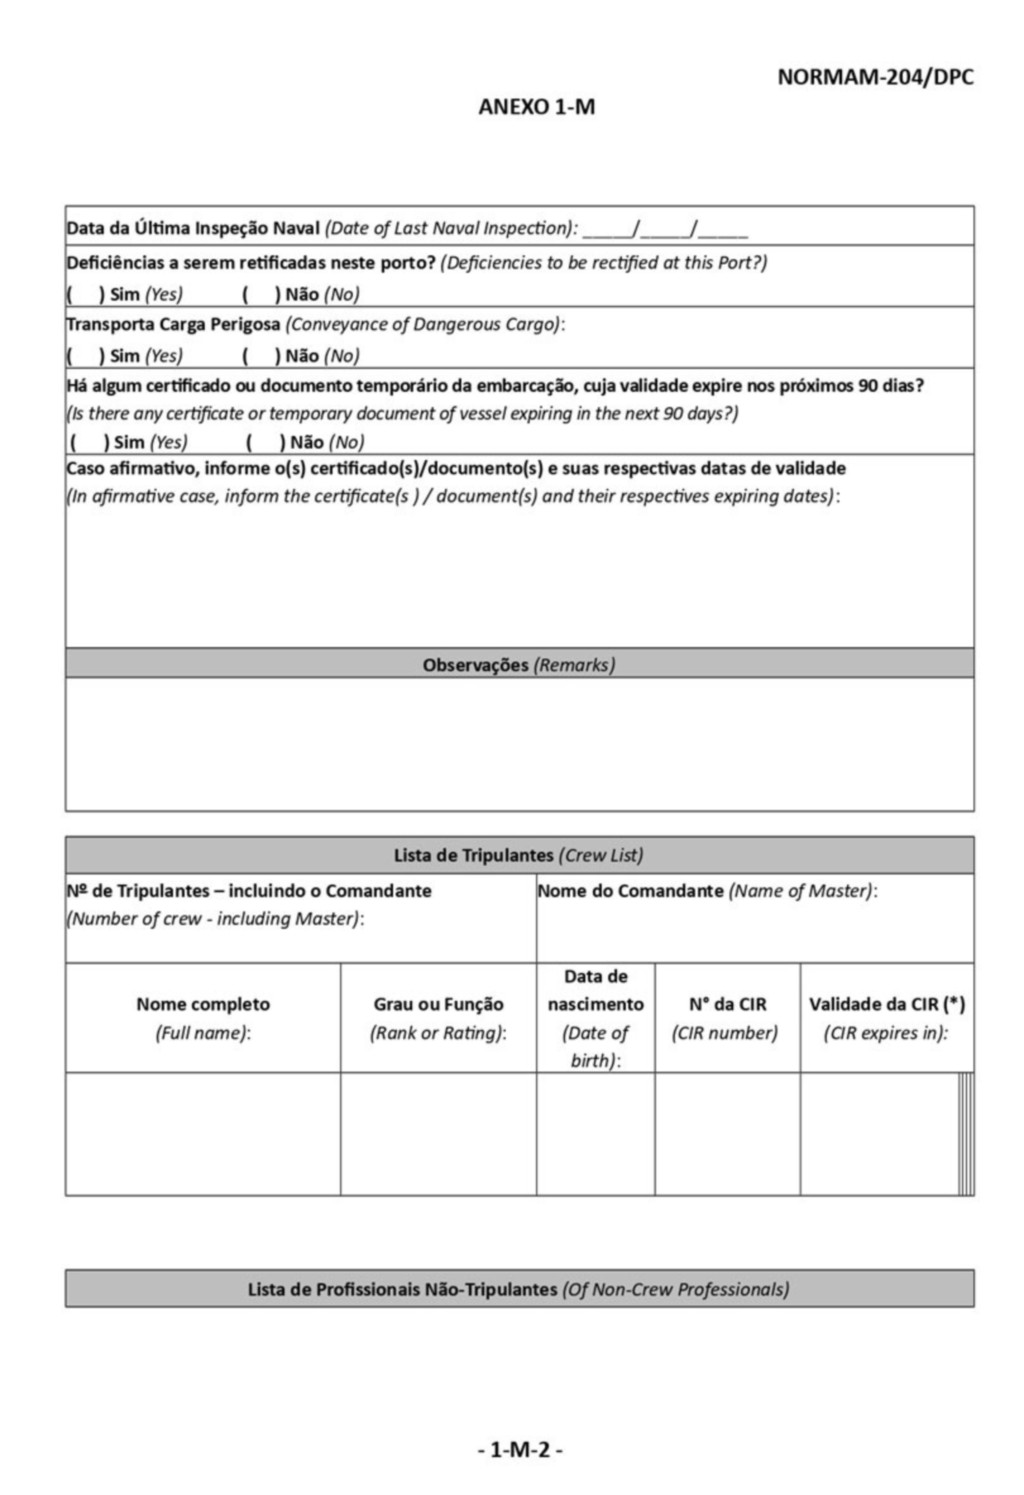 NORMAM-204/DPC
ANEXO 1-M
Data da Última Inspeção Naval (Date of Last Naval Inspection): _____/_____/_____
Deficiências a serem retificadas neste porto? (Deficiencies to be rectified at this Port?)
( ) Sim (Yes) ( ) Não (No)
Transporta Carga Perigosa (Conveyance of Dangerous Cargo):
( ) Sim (Yes) ( ) Não (No)
Há algum certificado ou documento temporário da embarcação, cuja validade expire nos próximos 90 dias?
(Is there any certificate or temporary document of vessel expiring in the next 90 days?)
( ) Sim (Yes) ( ) Não (No)
Caso afirmativo, informe o(s) certificado(s)/documento(s) e suas respectivas datas de validade
(In afirmative case, inform the certificate(s ) / document(s) and their respectives expiring dates):
Observações (Remarks)
Lista de Tripulantes (Crew List)
Nº de Tripulantes – incluindo o Comandante
(Number of crew - including Master):
Nome do Comandante (Name of Master):
Nome completo
(Full name):
Grau ou Função
(Rank or Rating):
Data de
nascimento
(Date of
birth):
N° da CIR
(CIR number)
Validade da CIR (*)
(CIR expires in):
Lista de Profissionais Não-Tripulantes (Of Non-Crew Professionals)
- 1-M-2 -